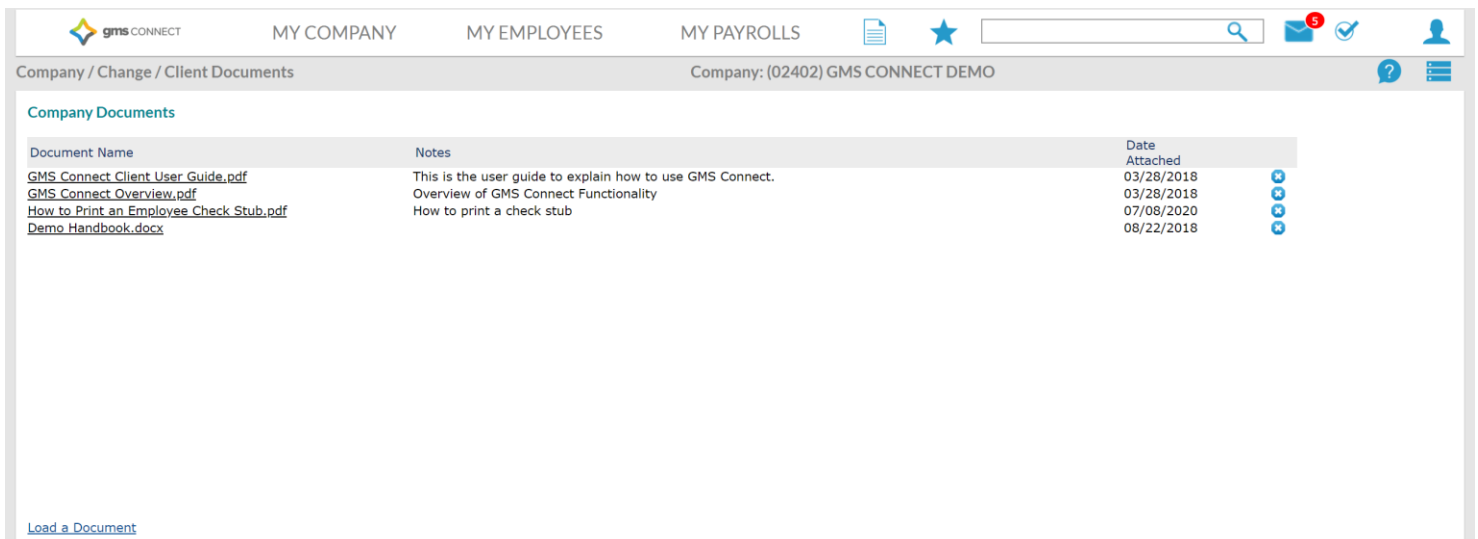 gms CONNECT MY COMPANY MY EMPLOYEES MY PAYROLLS 5
Company / Change / Client Documents Company: (02402) GMS CONNECT DEMO ?
Company Documents
Document Name Notes Date Attached
GMS Connect Client User Guide.pdf This is the user guide to explain how to use GMS Connect. 03/28/2018
GMS Connect Overview.pdf Overview of GMS Connect Functionality 03/28/2018
How to Print an Employee Check Stub.pdf How to print a check stub 07/08/2020
Demo Handbook.docx 08/22/2018
Load a Document